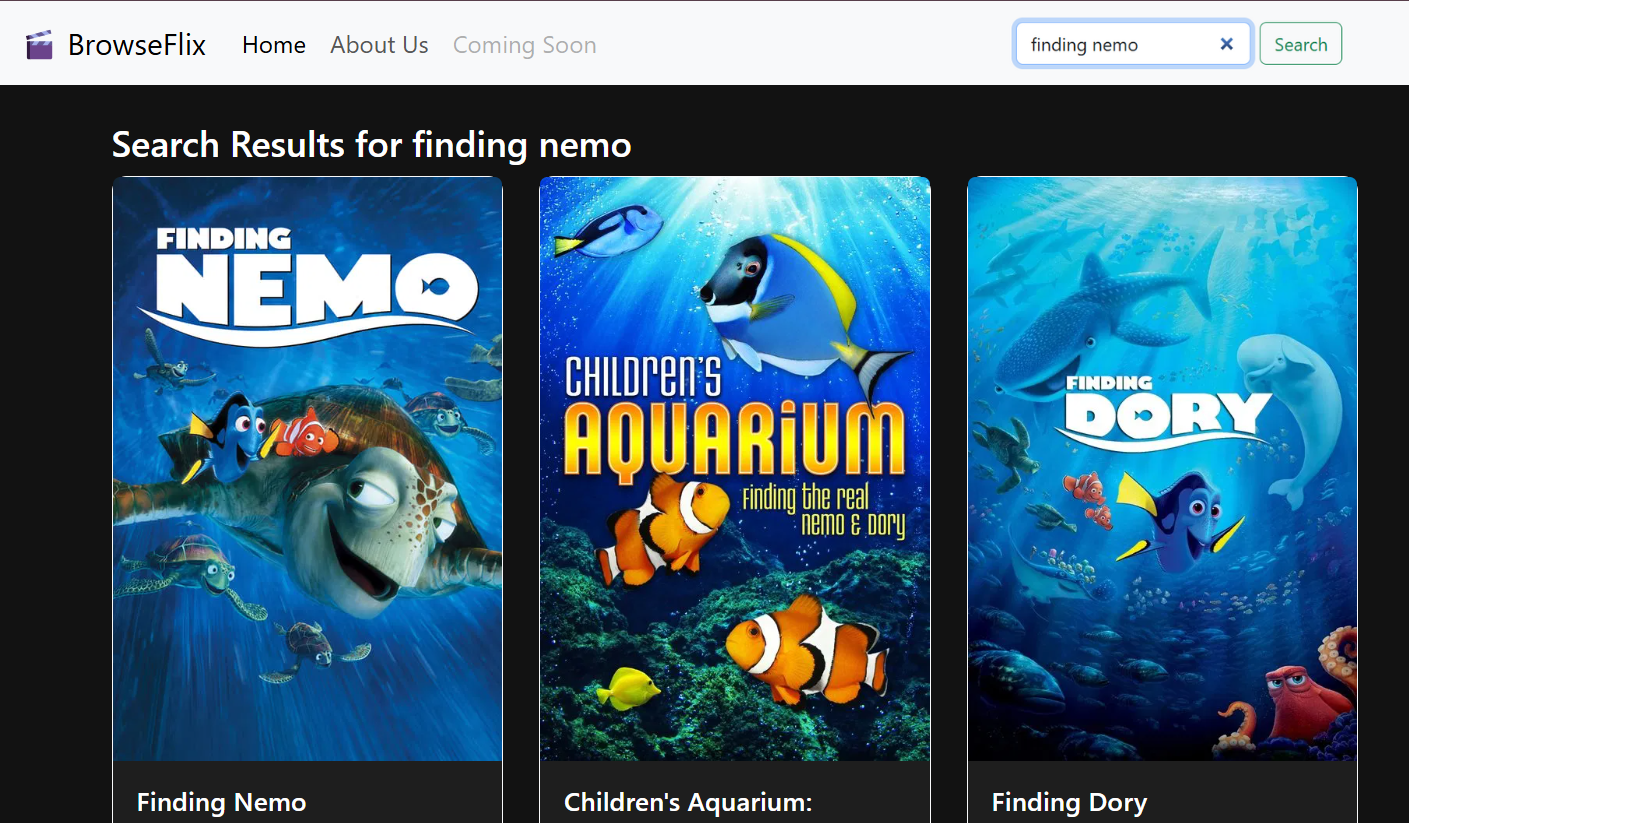 BrowseFlix Home About Us Coming Soon finding nemo Search
Search Results for finding nemo
FINDING
NEMO
CHILDREN'S
AQUARIUM
Finding the real
nemo & Dory
FINDING
DORY
Finding Nemo
Children's Aquarium:
Finding Dory